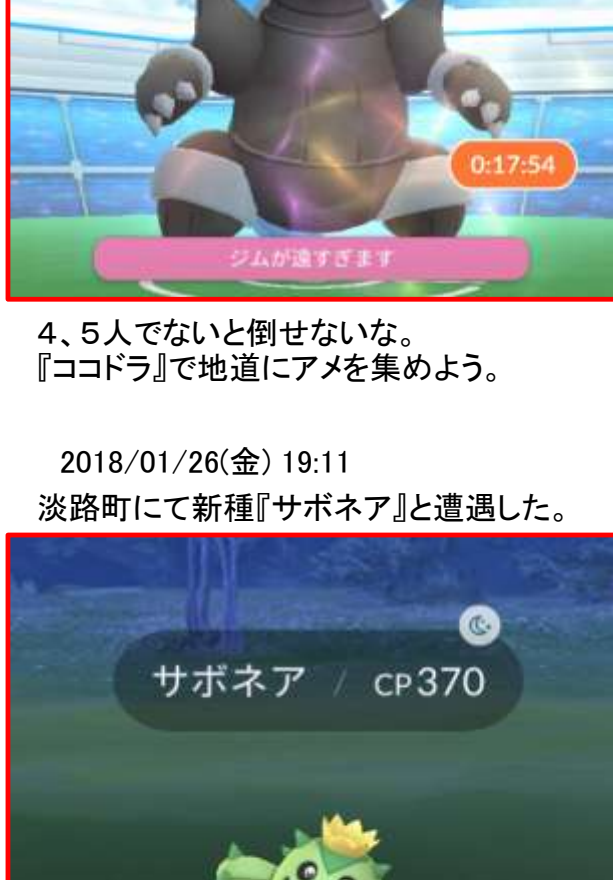 0:17:54
ジムが遠すぎます
４、５人でないと倒せないな。
『ココドラ』で地道にアメを集めよう。
2018/01/26(金) 19:11
淡路町にて新種『サボネア』と遭遇した。
サボネア / CP370